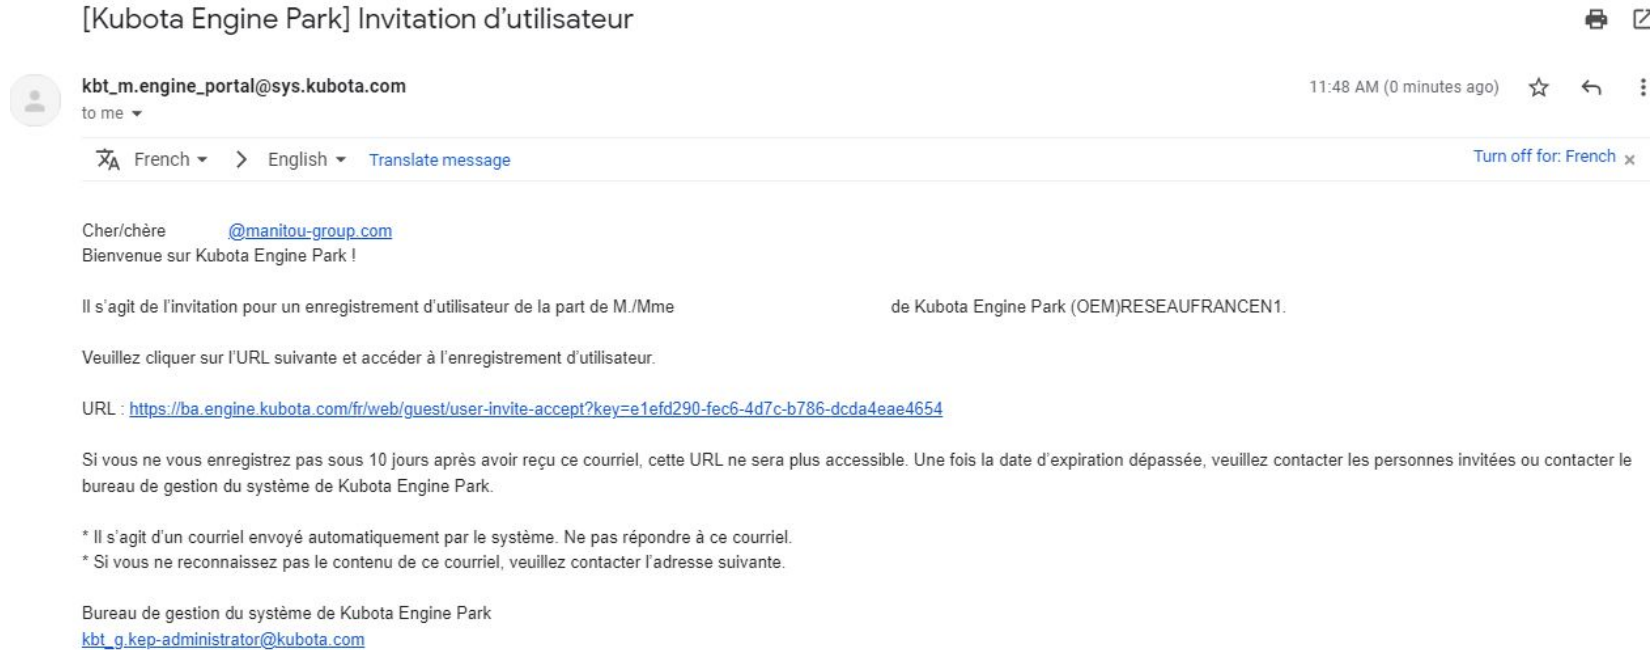 [Kubota Engine Park] Invitation d’utilisateur
kbt_m.engine_portal@sys.kubota.com
11:48 AM (0 minutes ago)
to me
French > English Translate message
Turn off for: French ×
Cher/chère @manitou-group.com
Bienvenue sur Kubota Engine Park !
Il s’agit de l’invitation pour un enregistrement d’utilisateur de la part de M./Mme de Kubota Engine Park (OEM)RESEAUFRANCEN1.
Veuillez cliquer sur l’URL suivante et accéder à l’enregistrement d’utilisateur.
URL : https://ba.engine.kubota.com/fr/web/guest/user-invite-accept?key=e1efd290-fec6-4d7c-b786-dcda4eae4654
Si vous ne vous enregistrez pas sous 10 jours après avoir reçu ce courriel, cette URL ne sera plus accessible. Une fois la date d’expiration dépassée, veuillez contacter les personnes invitées ou contacter le
bureau de gestion du système de Kubota Engine Park.
* Il s’agit d’un courriel envoyé automatiquement par le système. Ne pas répondre à ce courriel.
* Si vous ne reconnaissez pas le contenu de ce courriel, veuillez contacter l’adresse suivante.
Bureau de gestion du système de Kubota Engine Park
kbt_g.kep-administrator@kubota.com